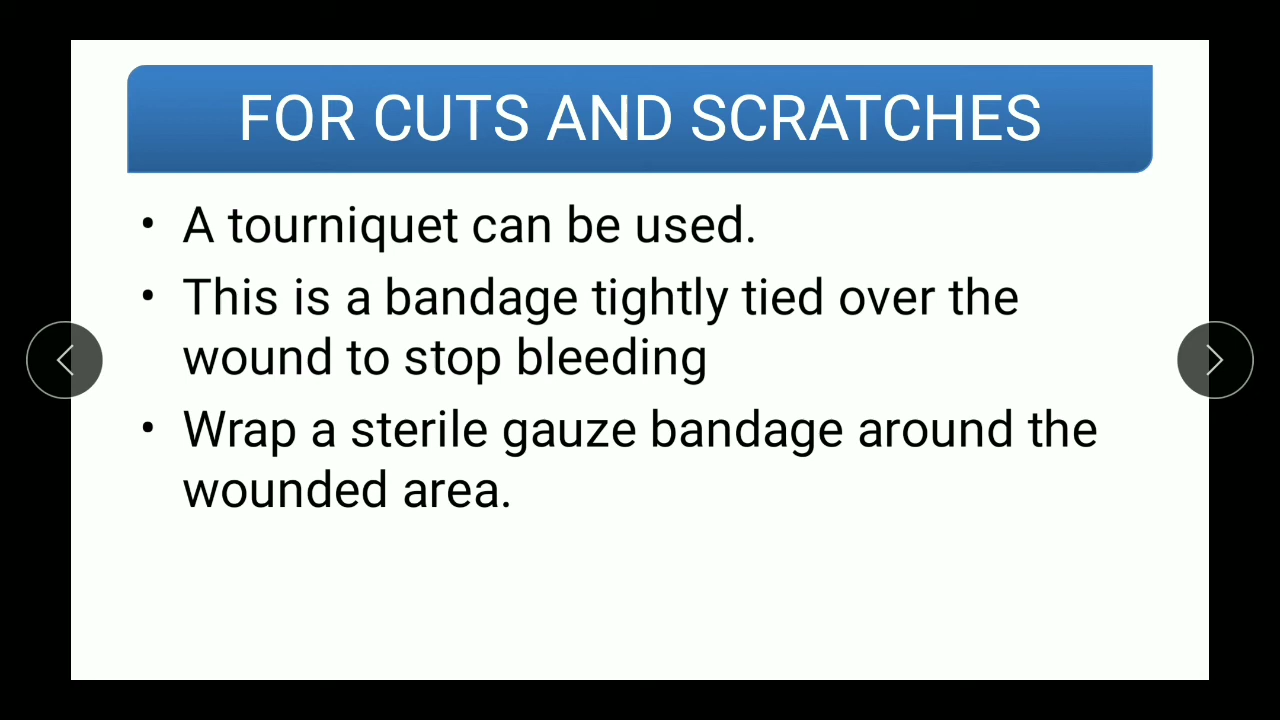 FOR CUTS AND SCRATCHES
• A tourniquet can be used.
• This is a bandage tightly tied over the
wound to stop bleeding
• Wrap a sterile gauze bandage around the
wounded area.